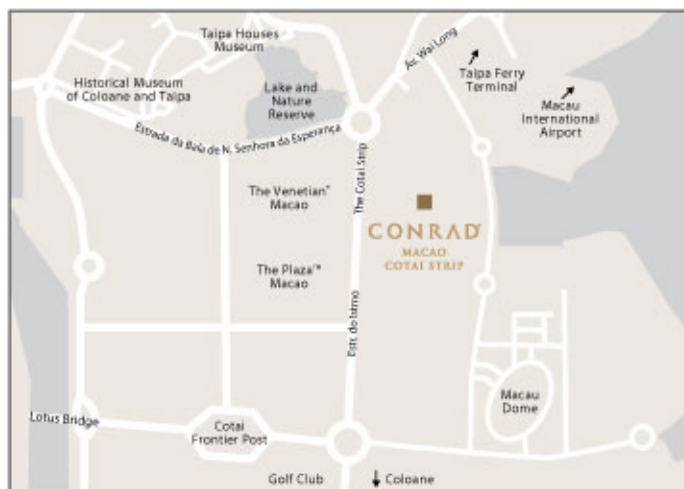 Taipa Houses
Museum
Av. Wai Long
Taipa Ferry
Terminal
Historical Museum
of Coloane and Taipa
Lake and
Nature
Reserve
Macau
International
Airport
Estrada da Baía de N. Senhora da Esperança
The Cotai Strip
The Venetian®
Macao
CONRAD®
MACAO
COTAI STRIP
The Plaza™
Macao
Estr. do Istmo
Macau
Dome
Lotus Bridge
Cotai
Frontier Post
Golf Club
Coloane